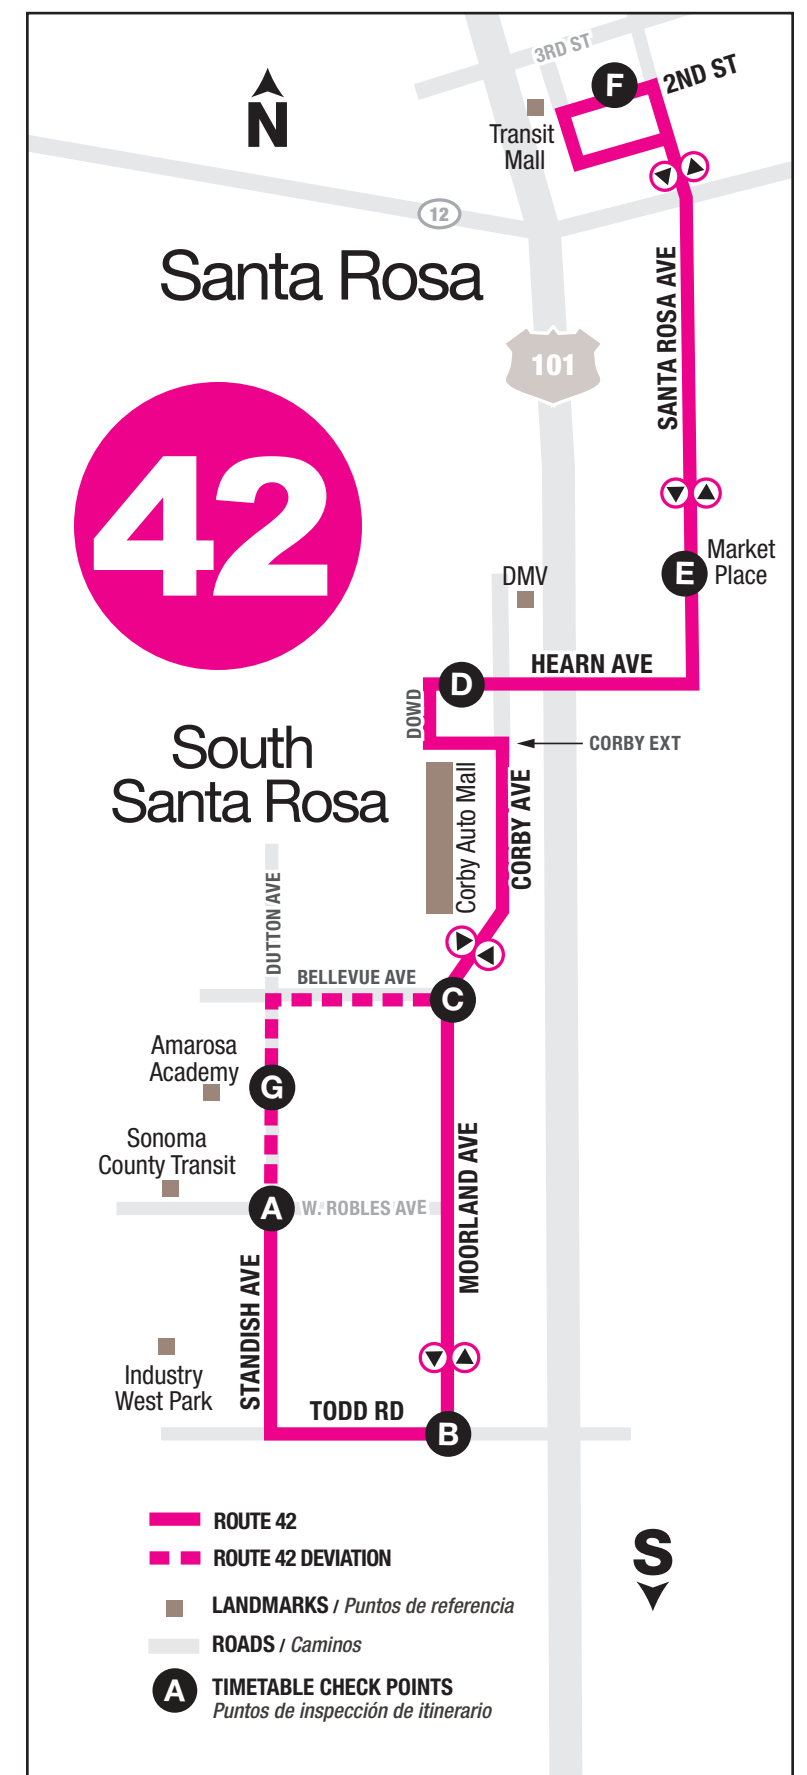 3RD ST
F
2ND ST
N
Transit
Mall
12
Santa Rosa
SANTA ROSA AVE
101
42
E
Market
Place
DMV
HEARN AVE
D
DOWD
CORBY EXT
South
Santa Rosa
Corby Auto Mall
CORBY AVE
DUTTON AVE
BELLEVUE AVE
C
Amarosa
Academy
G
Sonoma
County Transit
A
W. ROBLES AVE
MOORLAND AVE
STANDISH AVE
Industry
West Park
TODD RD
B
ROUTE 42
ROUTE 42 DEVIATION
S
LANDMARKS / Puntos de referencia
ROADS / Caminos
A
TIMETABLE CHECK POINTS
Puntos de inspección de itinerario